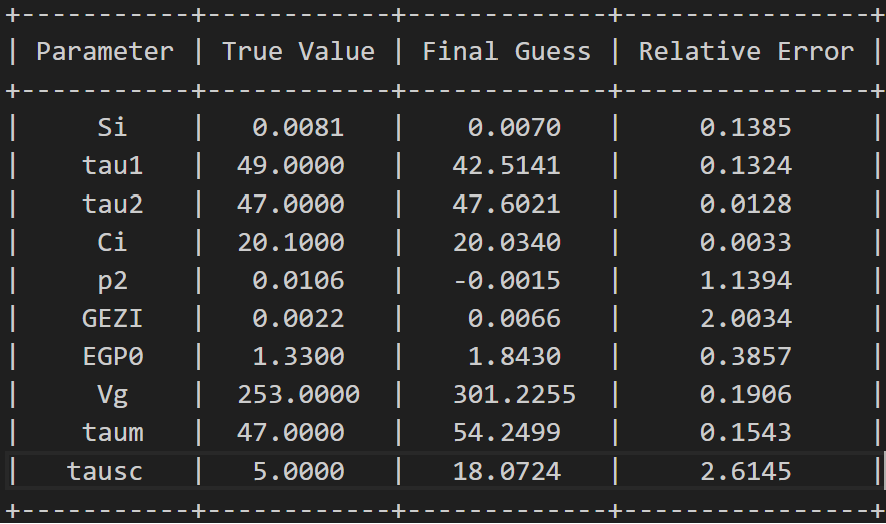 +-----------+------------+-------------+----------------+
| Parameter | True Value | Final Guess | Relative Error |
+-----------+------------+-------------+----------------+
|     Si    |   0.0081   |    0.0070   |     0.1385     |
|    tau1   |  49.0000   |   42.5141   |     0.1324     |
|    tau2   |  47.0000   |   47.6021   |     0.0128     |
|     Ci    |  20.1000   |   20.0340   |     0.0033     |
|     p2    |   0.0106   |   -0.0015   |     1.1394     |
|    GEZI   |   0.0022   |    0.0066   |     2.0034     |
|    EGP0   |   1.3300   |    1.8430   |     0.3857     |
|     Vg    |  253.0000  |   301.2255  |     0.1906     |
|    taum   |  47.0000   |   54.2499   |     0.1543     |
|   tausc   |   5.0000   |   18.0724   |     2.6145     |
+-----------+------------+-------------+----------------+